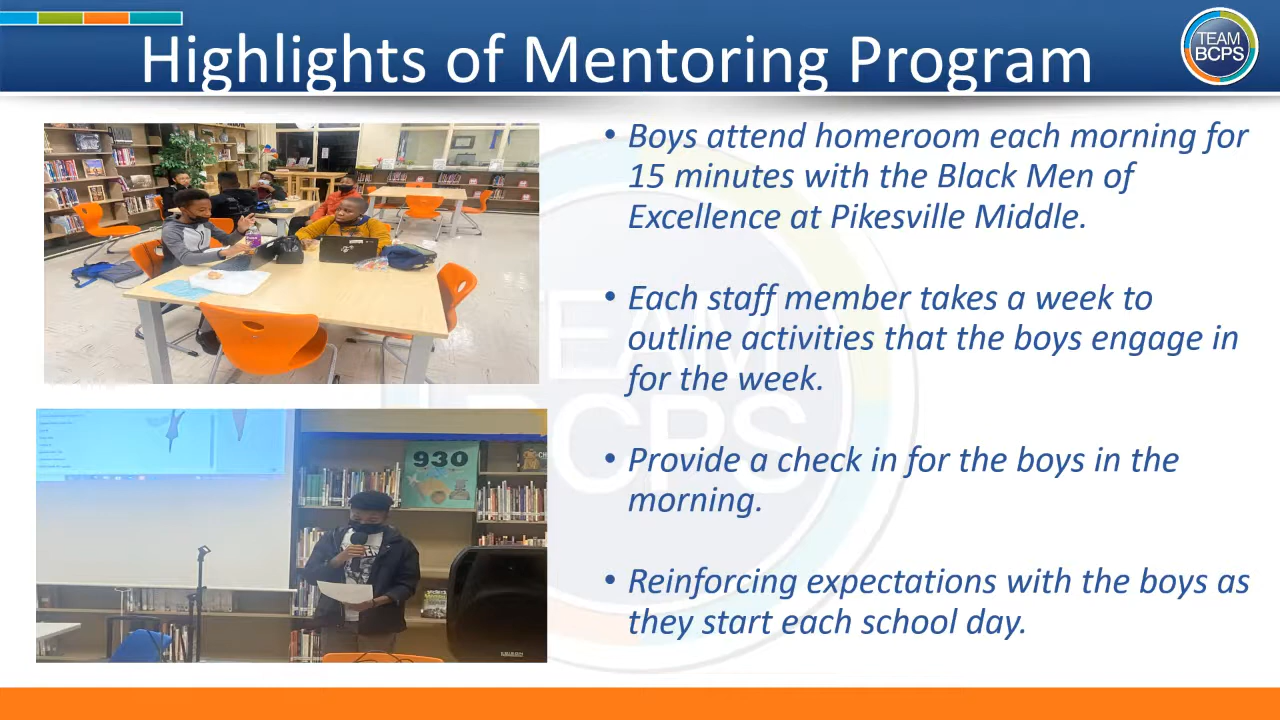 Highlights of Mentoring Program
TEAM
BCPS
• Boys attend homeroom each morning for
15 minutes with the Black Men of
Excellence at Pikesville Middle.
• Each staff member takes a week to
outline activities that the boys engage in
for the week.
• Provide a check in for the boys in the
morning.
• Reinforcing expectations with the boys as
they start each school day.
930
TEAM
BCPS